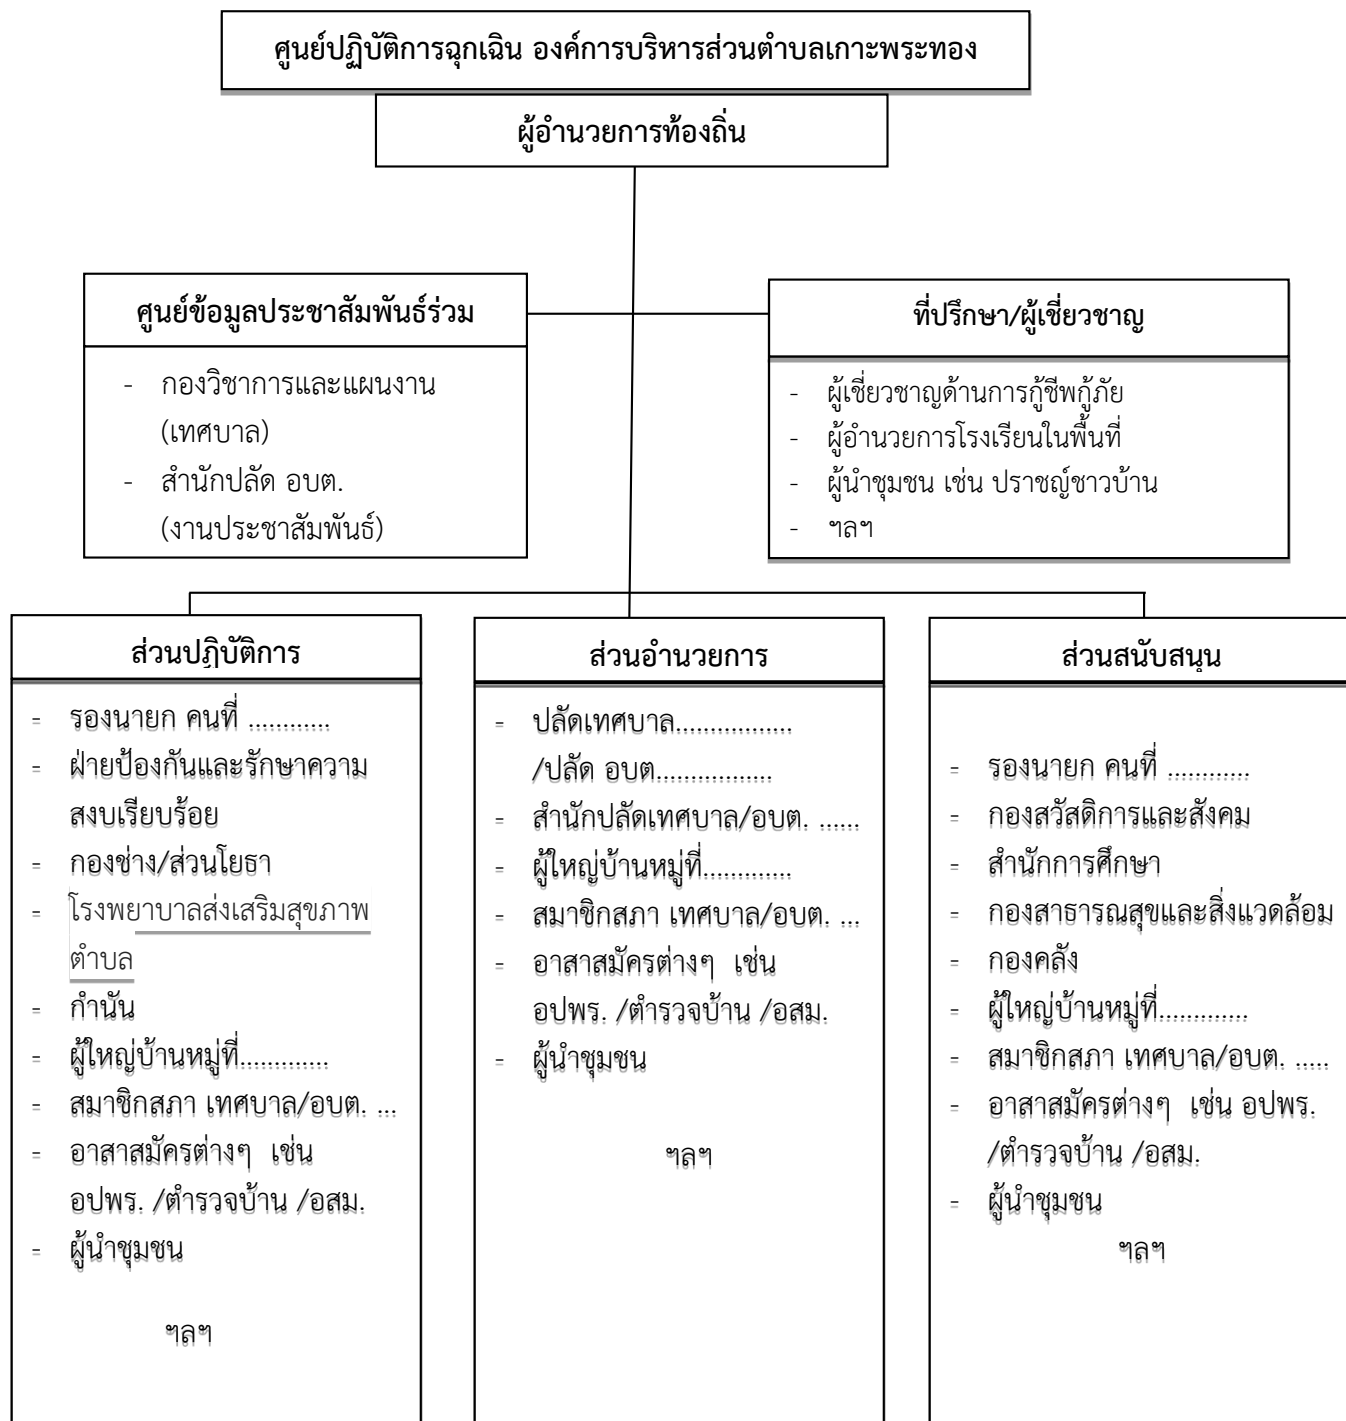 ศูนย์ปฏิบัติการฉุกเฉิน องค์การบริหารส่วนตำบลเกาะพระทอง
ผู้อำนวยการท้องถิ่น
ศูนย์ข้อมูลประชาสัมพันธ์ร่วม
- กองวิชาการและแผนงาน
(เทศบาล)
- สำนักปลัด อบต.
(งานประชาสัมพันธ์)
ที่ปรึกษา/ผู้เชี่ยวชาญ
- ผู้เชี่ยวชาญด้านการกู้ชีพกู้ภัย
- ผู้อำนวยการโรงเรียนในพื้นที่
- ผู้นำชุมชน เช่น ปราชญ์ชาวบ้าน
- ฯลฯ
ส่วนปฏิบัติการ
- รองนายก คนที่ ............
- ฝ่ายป้องกันและรักษาความ
สงบเรียบร้อย
- กองช่าง/ส่วนโยธา
- โรงพยาบาลส่งเสริมสุขภาพ
ตำบล
- กำนัน
- ผู้ใหญ่บ้านหมู่ที่.............
- สมาชิกสภา เทศบาล/อบต. ...
- อาสาสมัครต่างๆ เช่น
อปพร. /ตำรวจบ้าน /อสม.
- ผู้นำชุมชน
ฯลฯ
ส่วนอำนวยการ
- ปลัดเทศบาล.................
/ปลัด อบต.................
- สำนักปลัดเทศบาล/อบต. ......
- ผู้ใหญ่บ้านหมู่ที่.............
- สมาชิกสภา เทศบาล/อบต. ...
- อาสาสมัครต่างๆ เช่น
อปพร. /ตำรวจบ้าน /อสม.
- ผู้นำชุมชน
ฯลฯ
ส่วนสนับสนุน
- รองนายก คนที่ ............
- กองสวัสดิการและสังคม
- สำนักการศึกษา
- กองสาธารณสุขและสิ่งแวดล้อม
- กองคลัง
- ผู้ใหญ่บ้านหมู่ที่.............
- สมาชิกสภา เทศบาล/อบต. .....
- อาสาสมัครต่างๆ เช่น อปพร.
/ตำรวจบ้าน /อสม.
- ผู้นำชุมชน
ฯลฯ